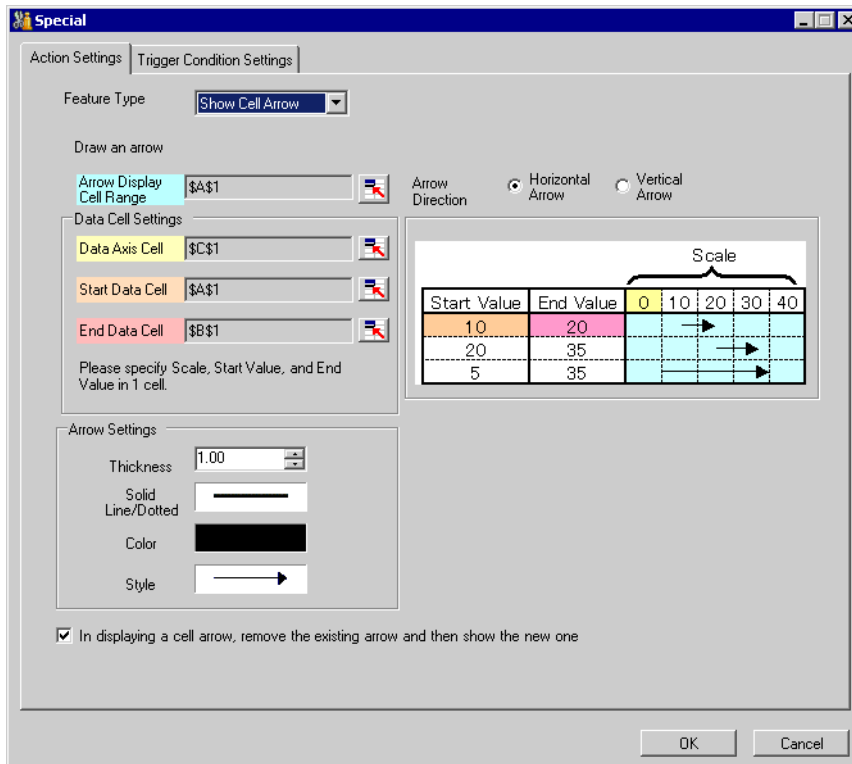 Special
Action Settings
Trigger Condition Settings
Feature Type
Show Cell Arrow
Draw an arrow
Arrow Display
Cell Range
$A$1
Arrow
Direction
Horizontal
Arrow
Vertical
Arrow
Data Cell Settings
Data Axis Cell
$C$1
Start Data Cell
$A$1
End Data Cell
$B$1
Please specify Scale, Start Value, and End
Value in 1 cell.
Scale
Start Value End Value 0 10 20 30 40
10 20
20 35
5 35
Arrow Settings
Thickness
1.00
Solid
Line/Dotted
Color
Style
In displaying a cell arrow, remove the existing arrow and then show the new one
OK
Cancel